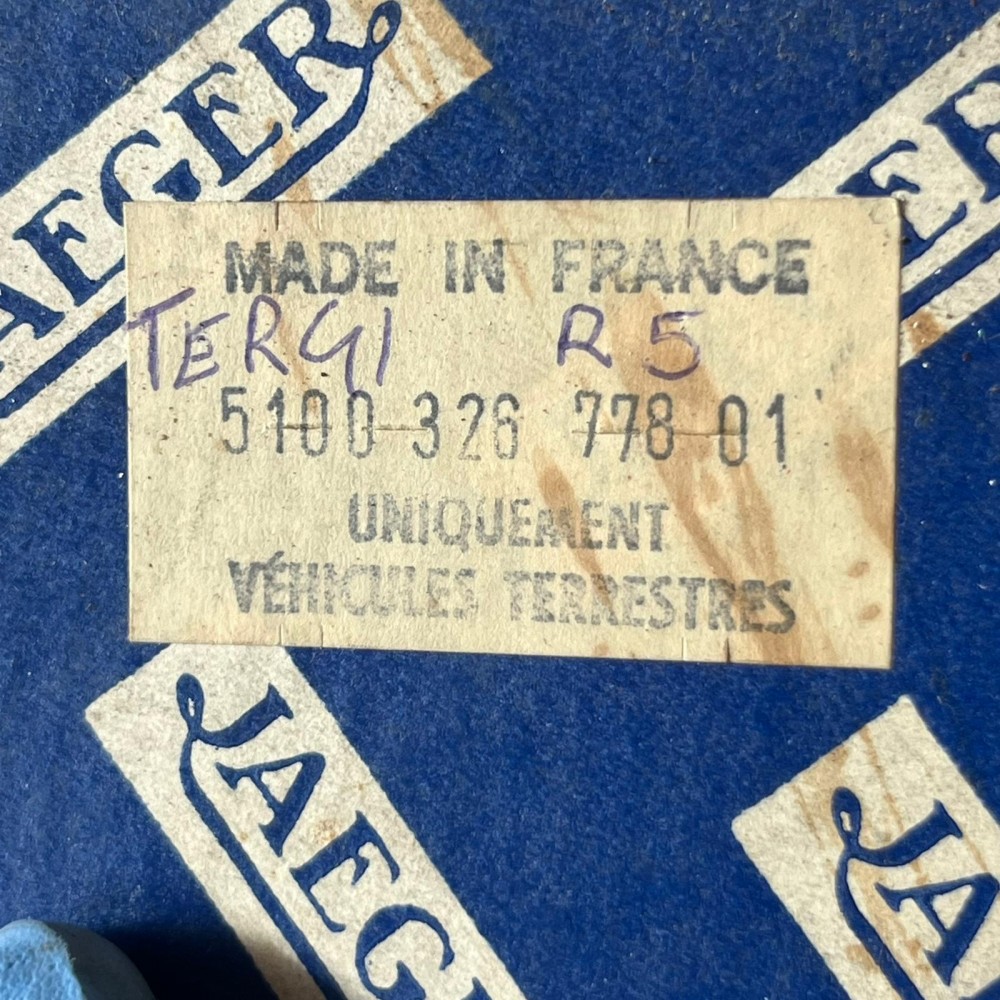 JAEGER
JAEGER
MADE IN FRANCE
TERGI R5
5100 326 778 01
UNIQUEMENT
VÉHICULES TERRESTRES
JAEG
JA